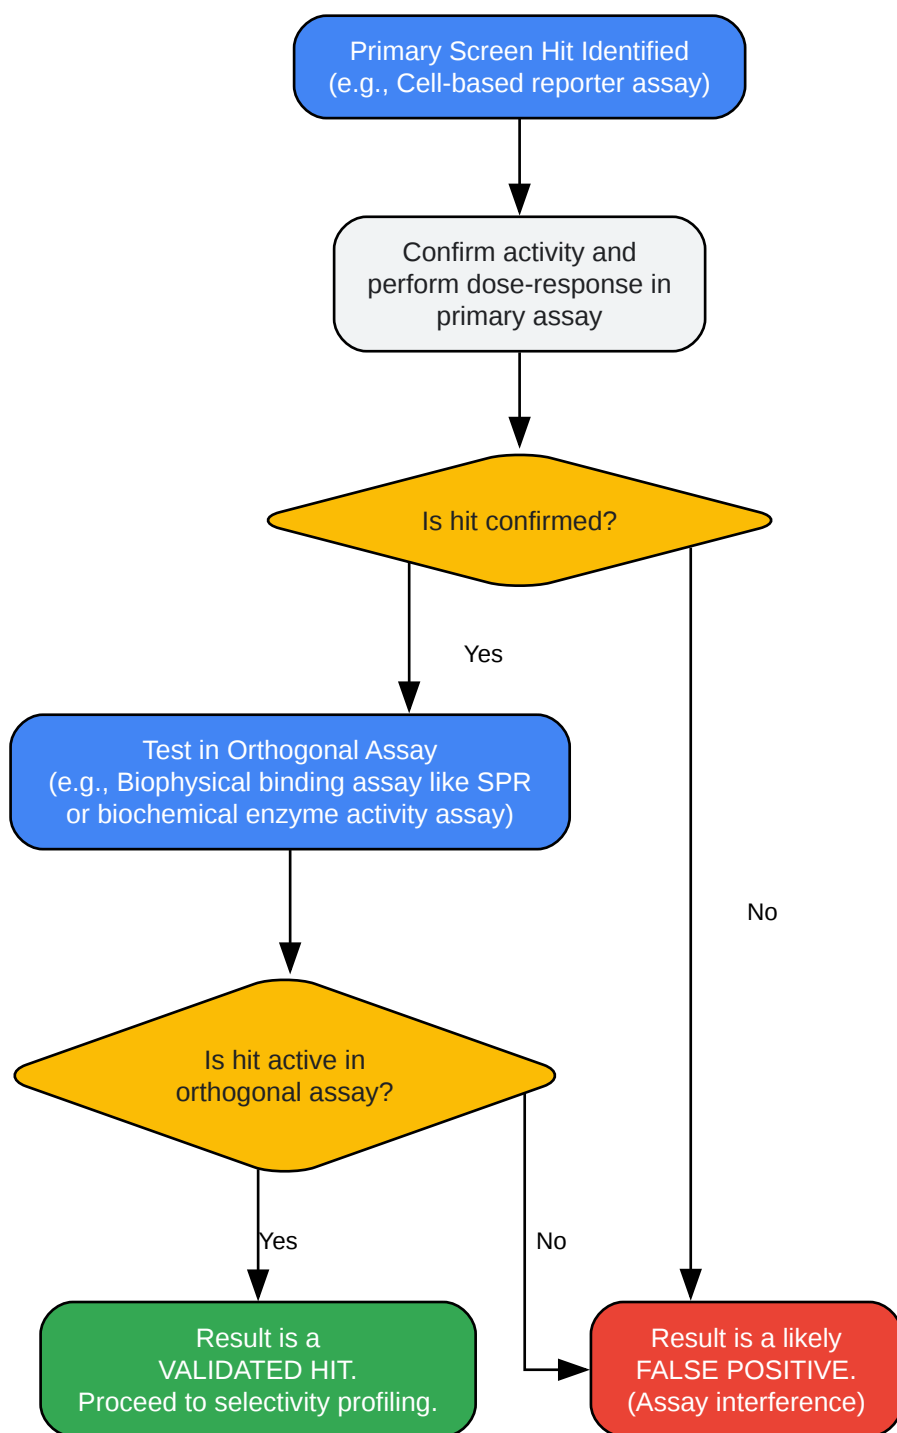 Primary Screen Hit Identified
(e.g., Cell-based reporter assay)
Confirm activity and
perform dose-response in
primary assay
Is hit confirmed?
Yes
Test in Orthogonal Assay
(e.g., Biophysical binding assay like SPR
or biochemical enzyme activity assay)
No
Is hit active in
orthogonal assay?
Yes
No
Result is a
VALIDATED HIT.
Proceed to selectivity profiling.
Result is a likely
FALSE POSITIVE.
(Assay interference)